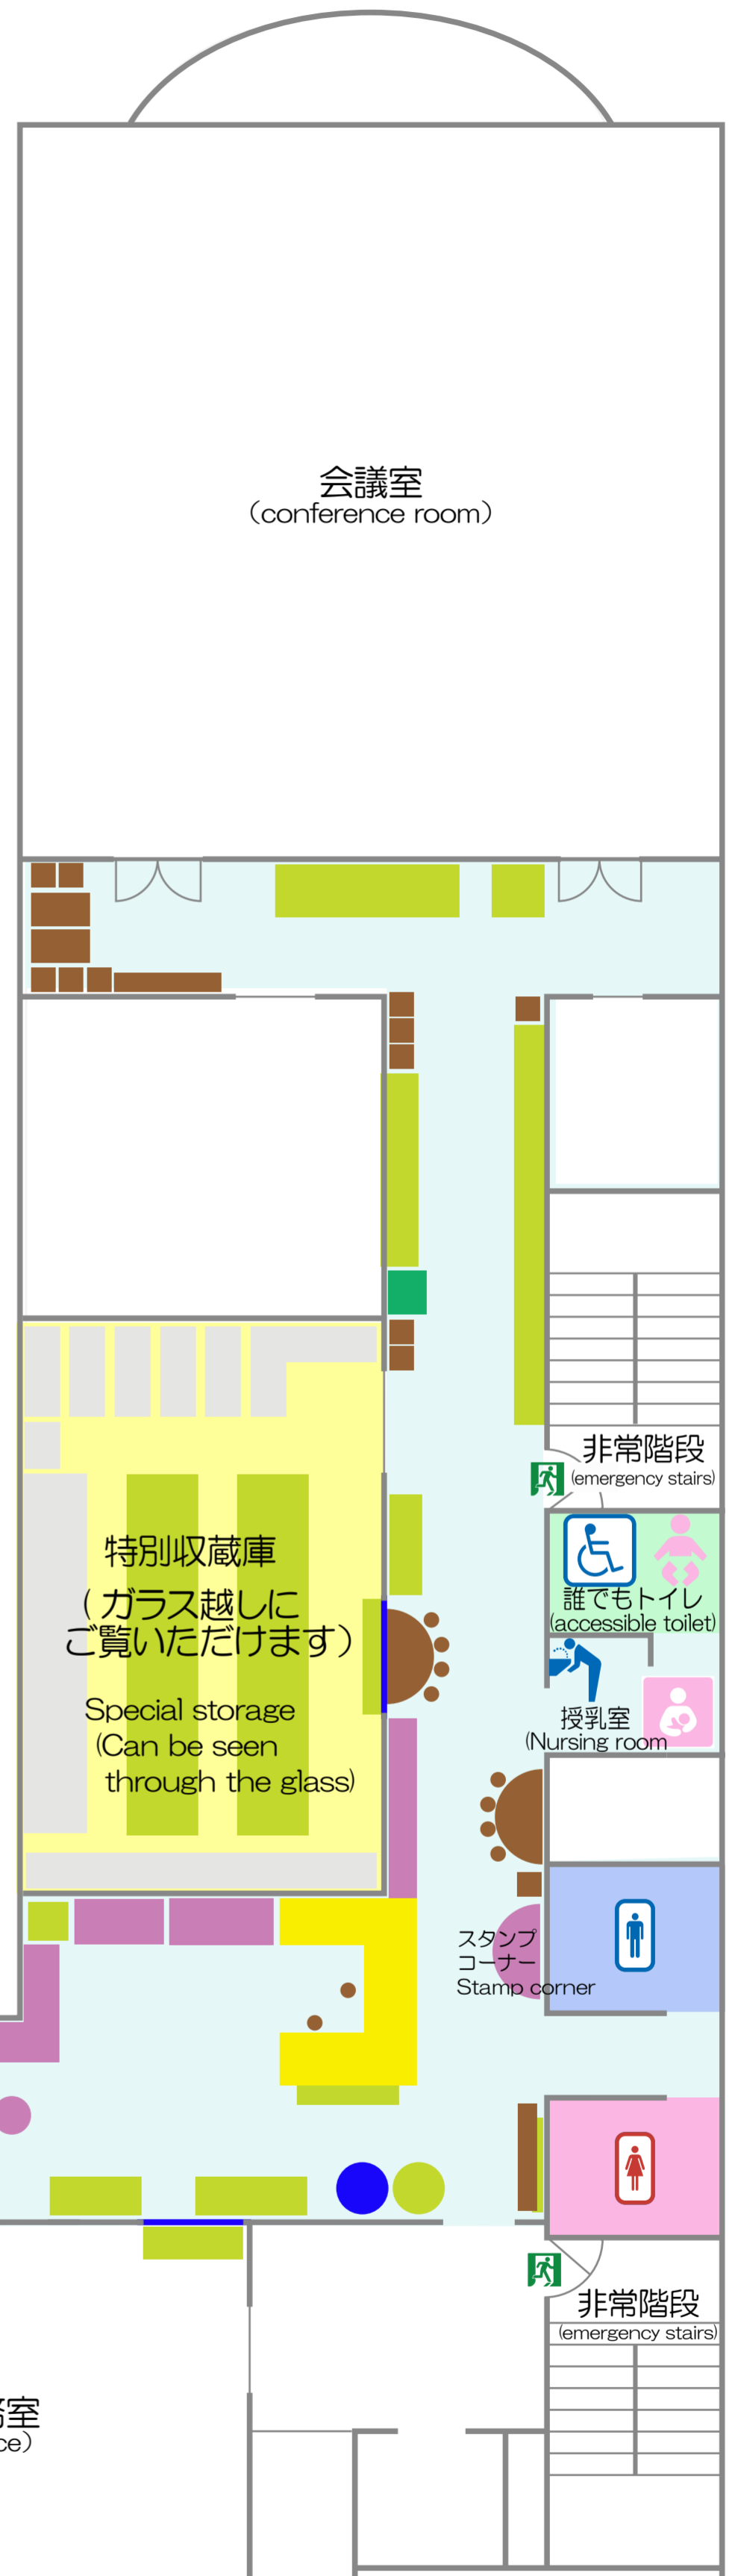 会議室
(conference room)
非常階段
(emergency stairs)
誰でもトイレ
(accessible toilet)
特別収蔵庫
(ガラス越しに
ご覧いただけます)
Special storage
(Can be seen
through the glass)
授乳室
(Nursing room
スタンプ
コーナー
Stamp corner
非常階段
(emergency stairs)
室
ce)